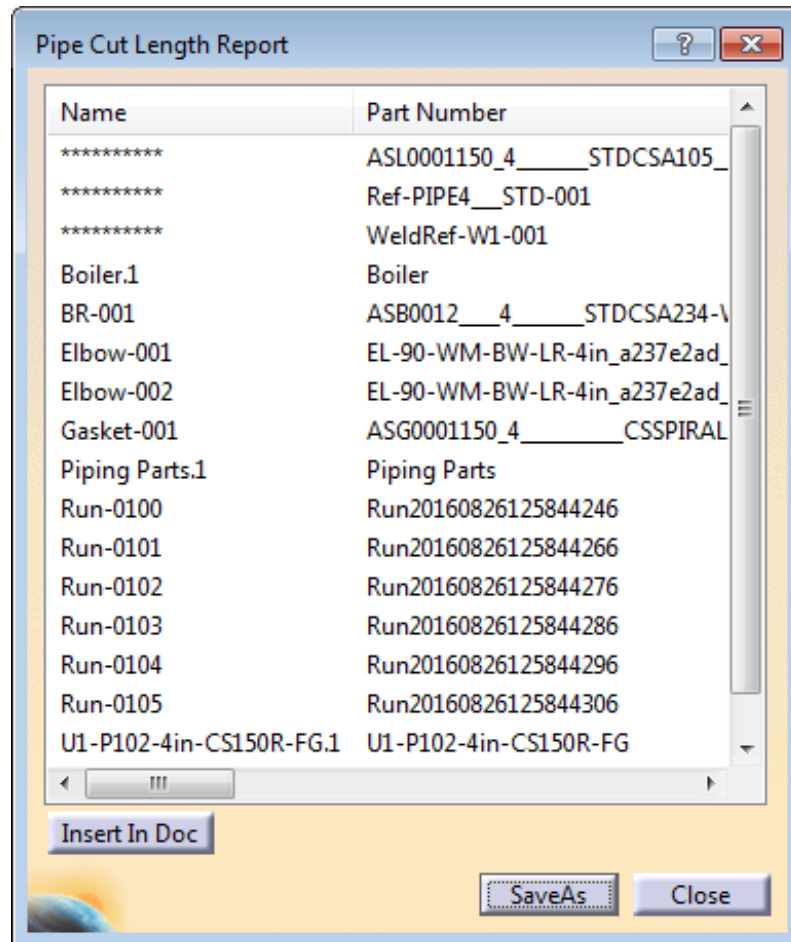 Pipe Cut Length Report
Name Part Number
********** ASL0001150_4______STDCSA105_
********** Ref-PIPE4___STD-001
********** WeldRef-W1-001
Boiler.1 Boiler
BR-001 ASB0012___4______STDCSA234-
Elbow-001 EL-90-WM-BW-LR-4in_a237e2ad_
Elbow-002 EL-90-WM-BW-LR-4in_a237e2ad_
Gasket-001 ASG0001150_4_________CSSPIRAL
Piping Parts.1 Piping Parts
Run-0100 Run20160826125844246
Run-0101 Run20160826125844266
Run-0102 Run20160826125844276
Run-0103 Run20160826125844286
Run-0104 Run20160826125844296
Run-0105 Run20160826125844306
U1-P102-4in-CS150R-FG.1 U1-P102-4in-CS150R-FG
Insert In Doc
SaveAs Close